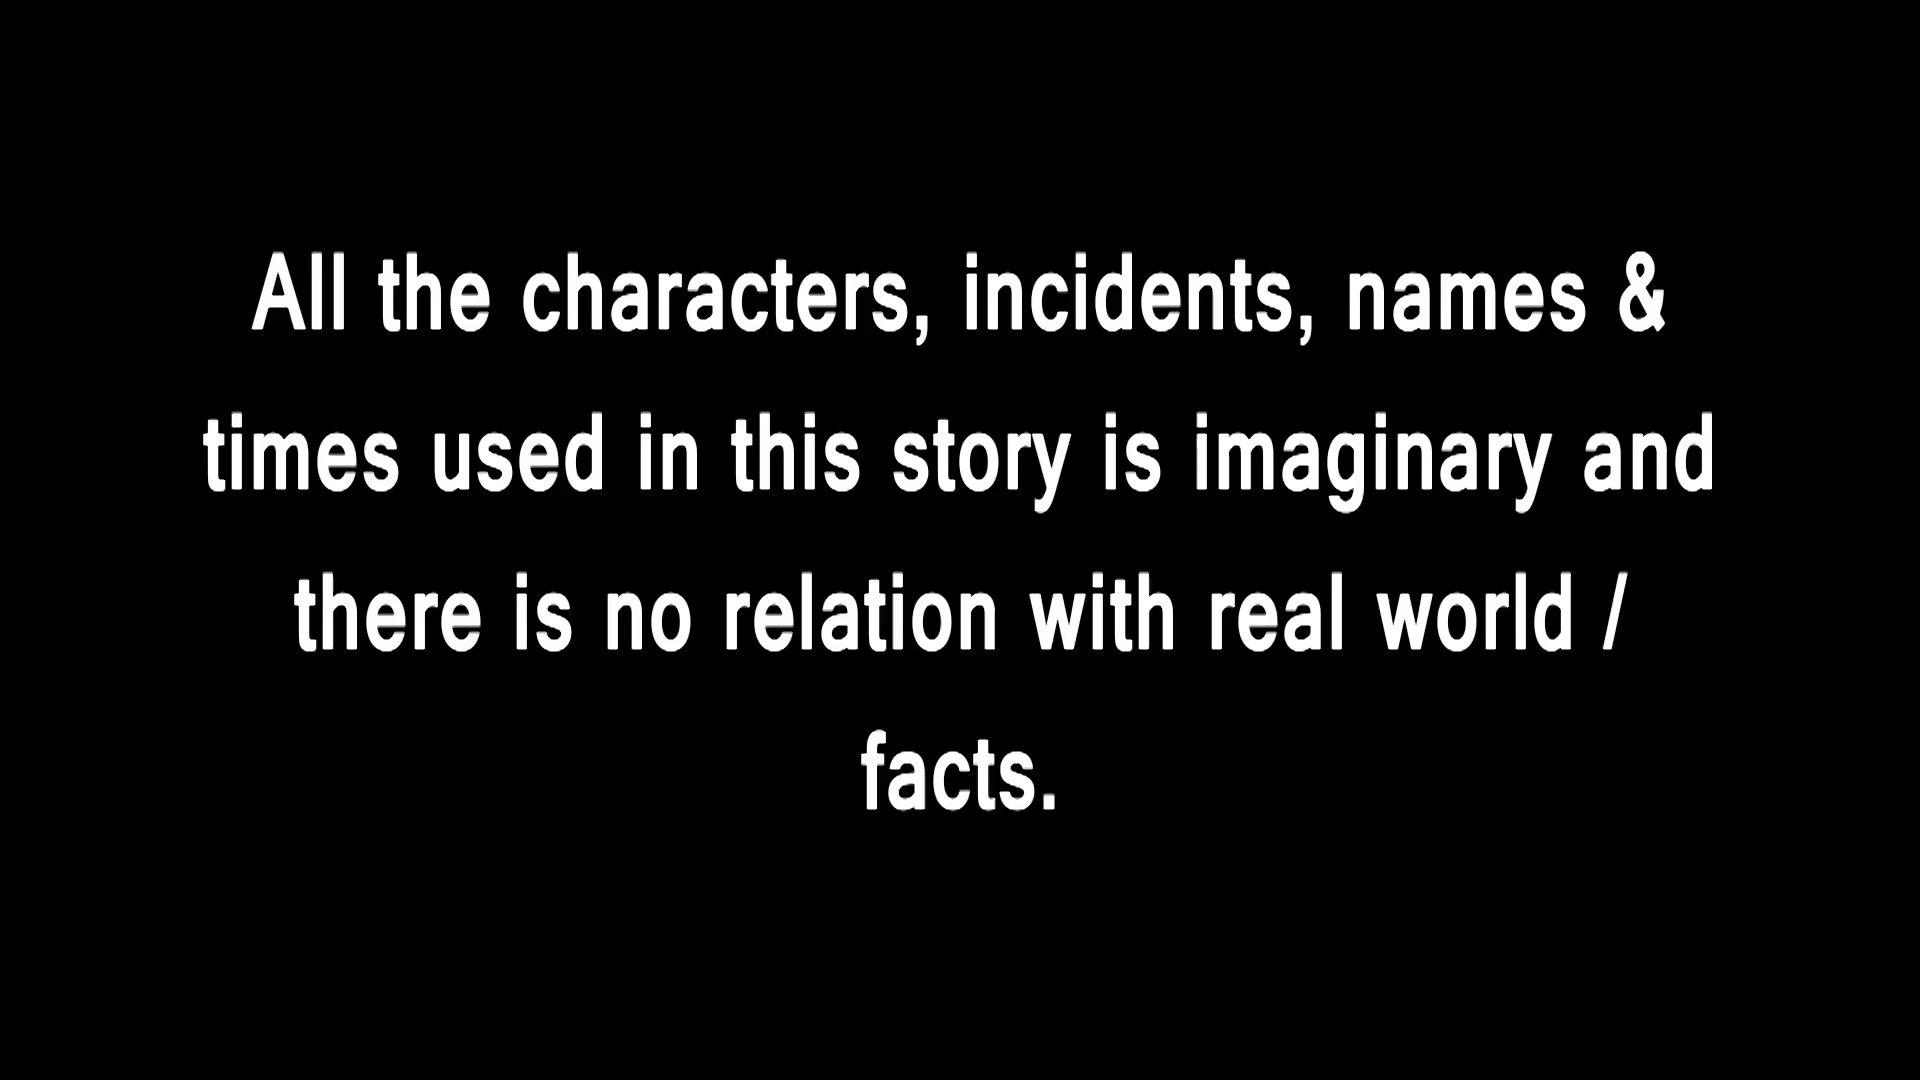 All the characters, incidents, names &
times used in this story is imaginary and
there is no relation with real world /
facts.